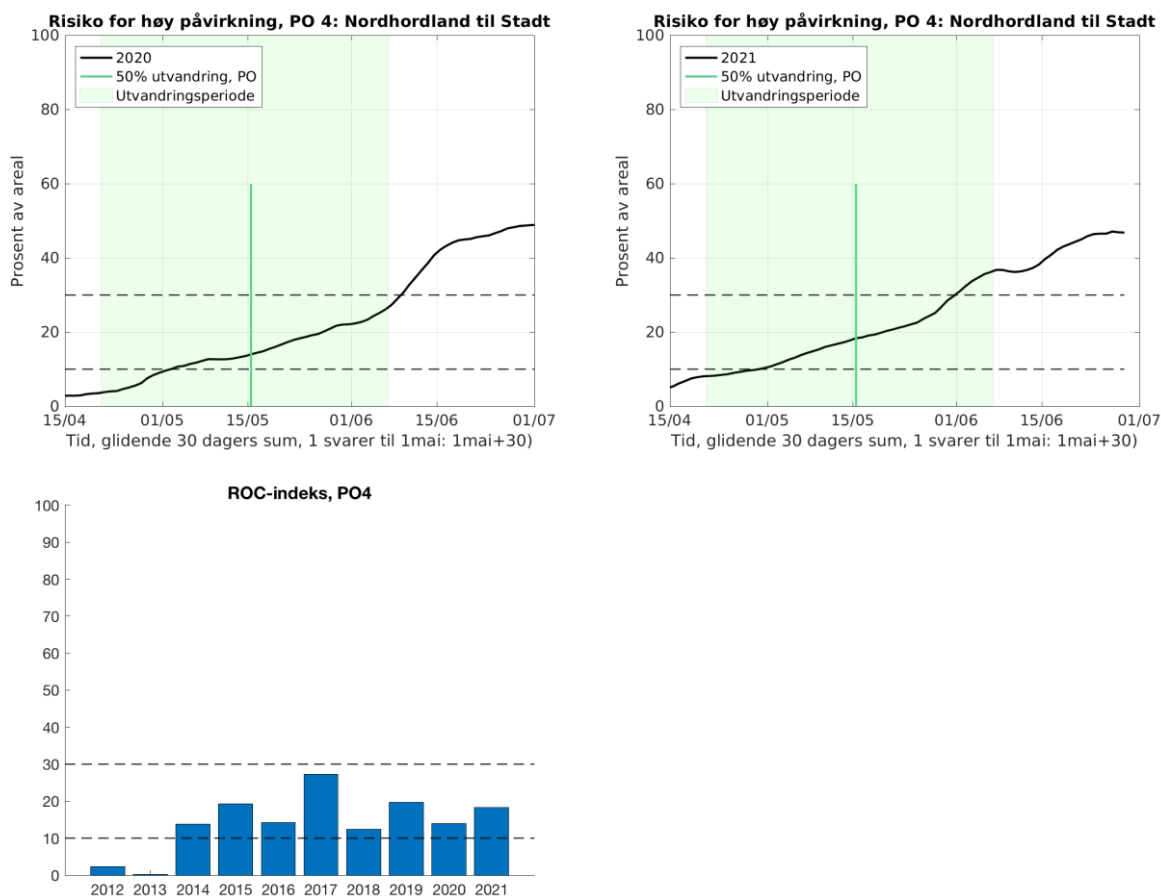 Risiko for høy påvirkning, PO 4: Nordhordland til Stadt
2020
50% utvandring, PO
Utvandringsperiode
Prosent av areal
100
80
60
40
20
0
15/04 01/05 15/05 01/06 15/06 01/07
Tid, glidende 30 dagers sum, 1 svarer til 1mai: 1mai+30)
Risiko for høy påvirkning, PO 4: Nordhordland til Stadt
2021
50% utvandring, PO
Utvandringsperiode
Prosent av areal
100
80
60
40
20
0
15/04 01/05 15/05 01/06 15/06 01/07
Tid, glidende 30 dagers sum, 1 svarer til 1mai: 1mai+30)
ROC-indeks, PO4
100
90
80
70
60
50
40
30
20
10
0
2012 2013 2014 2015 2016 2017 2018 2019 2020 2021